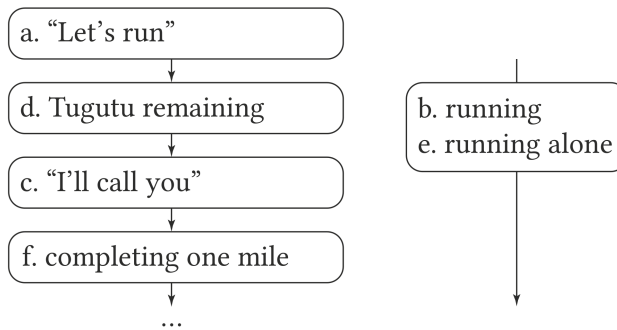 a. “Let’s run”
d. Tugutu remaining
c. “I’ll call you”
f. completing one mile
...
b. running
e. running alone